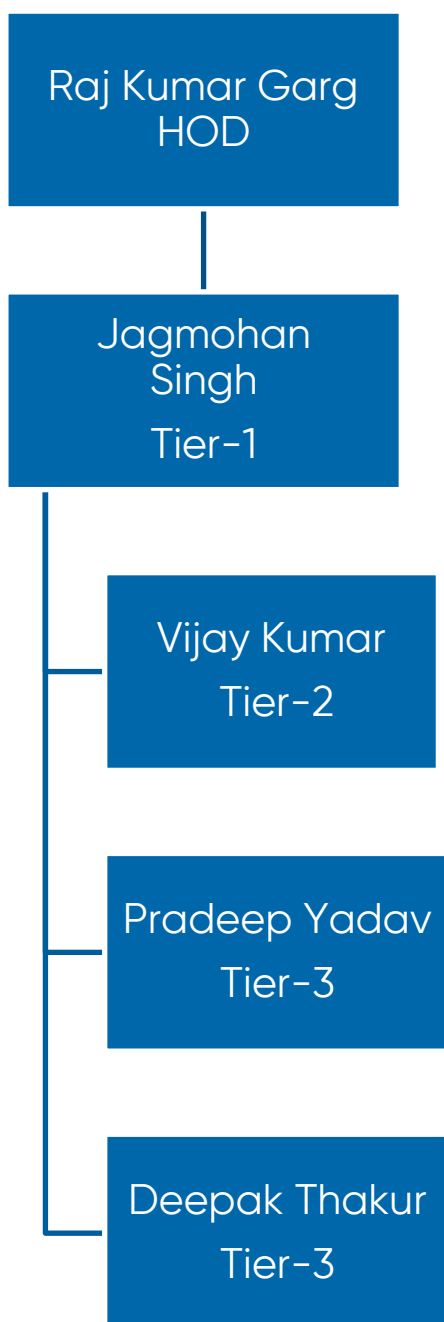 Raj Kumar Garg
HOD
Jagmohan
Singh
Tier-1
Vijay Kumar
Tier-2
Pradeep Yadav
Tier-3
Deepak Thakur
Tier-3